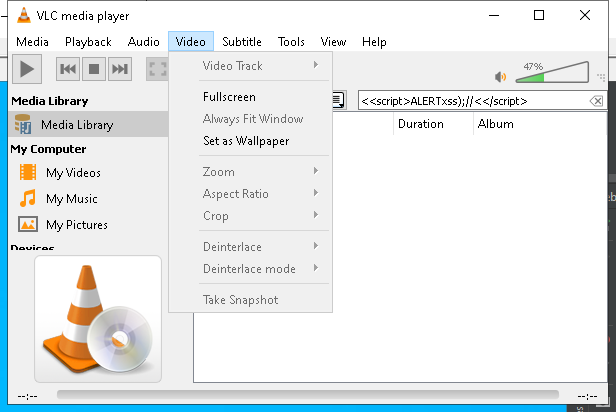 VLC media player
Media Playback Audio Video Subtitle Tools View Help
47%
Media Library
Media Library
My Computer
My Videos
My Music
My Pictures
Devices
Video Track
Fullscreen
Always Fit Window
Set as Wallpaper
Zoom
Aspect Ratio
Crop
Deinterlace
Deinterlace mode
Take Snapshot
<<script>ALERTxss);//<</script>
Duration Album
--:-- --:--